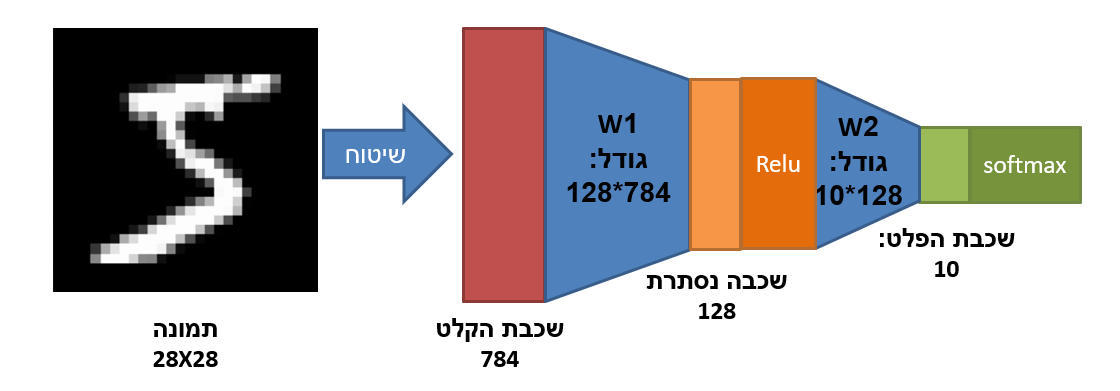 שיטוח
W1
גודל:
128*784
Relu
W2
גודל:
10*128
softmax
שכבת הפלט:
10
שכבה נסתרת
128
שכבת הקלט
784
תמונה
28X28